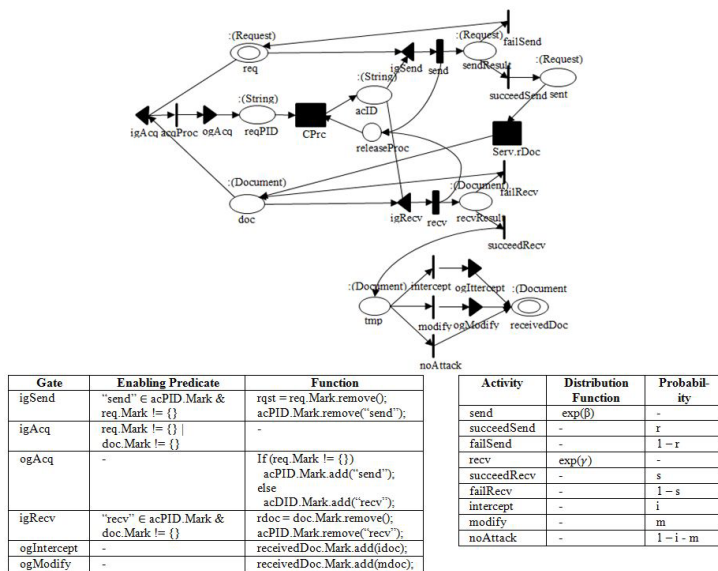 :(Request)
failSend
:(Request)
req
igSend
send
sendResult
:(Request)
:(String)
succeedSend
sent
:(String)
acID
igAcq
acqProc
ogAcq
reqPID
CPrc
releaseProc
Serv.rDoc
:(Document)
:(Document)
failRecv
doc
igRecv
recv
recvResult
succeedRecv
:(Document)
intercept
ogIttercept
:(Document
tmp
modify
ogModify
receivedDoc
noAttack
Gate Enabling Predicate Function
igSend "send" ∈ acPID.Mark & rqst = req.Mark.remove();
req.Mark != {} acPID.Mark.remove("send");
igAcq req.Mark != {} | -
doc.Mark != {}
ogAcq - If (req.Mark != {})
acPID.Mark.add("send");
else
acDID.Mark.add("recv");
igRecv "recv" ∈ acPID.Mark & rdoc = doc.Mark.remove();
doc.Mark != {} acPID.Mark.remove("recv");
ogIntercept - receivedDoc.Mark.add(idoc);
ogModify - receivedDoc.Mark.add(mdoc);
Activity Distribution Probabil-
Function ity
send exp(β) -
succeedSend - r
failSend - 1 – r
recv exp(γ) -
succeedRecv - s
failRecv - 1 – s
intercept - i
modify - m
noAttack - 1 – i - m